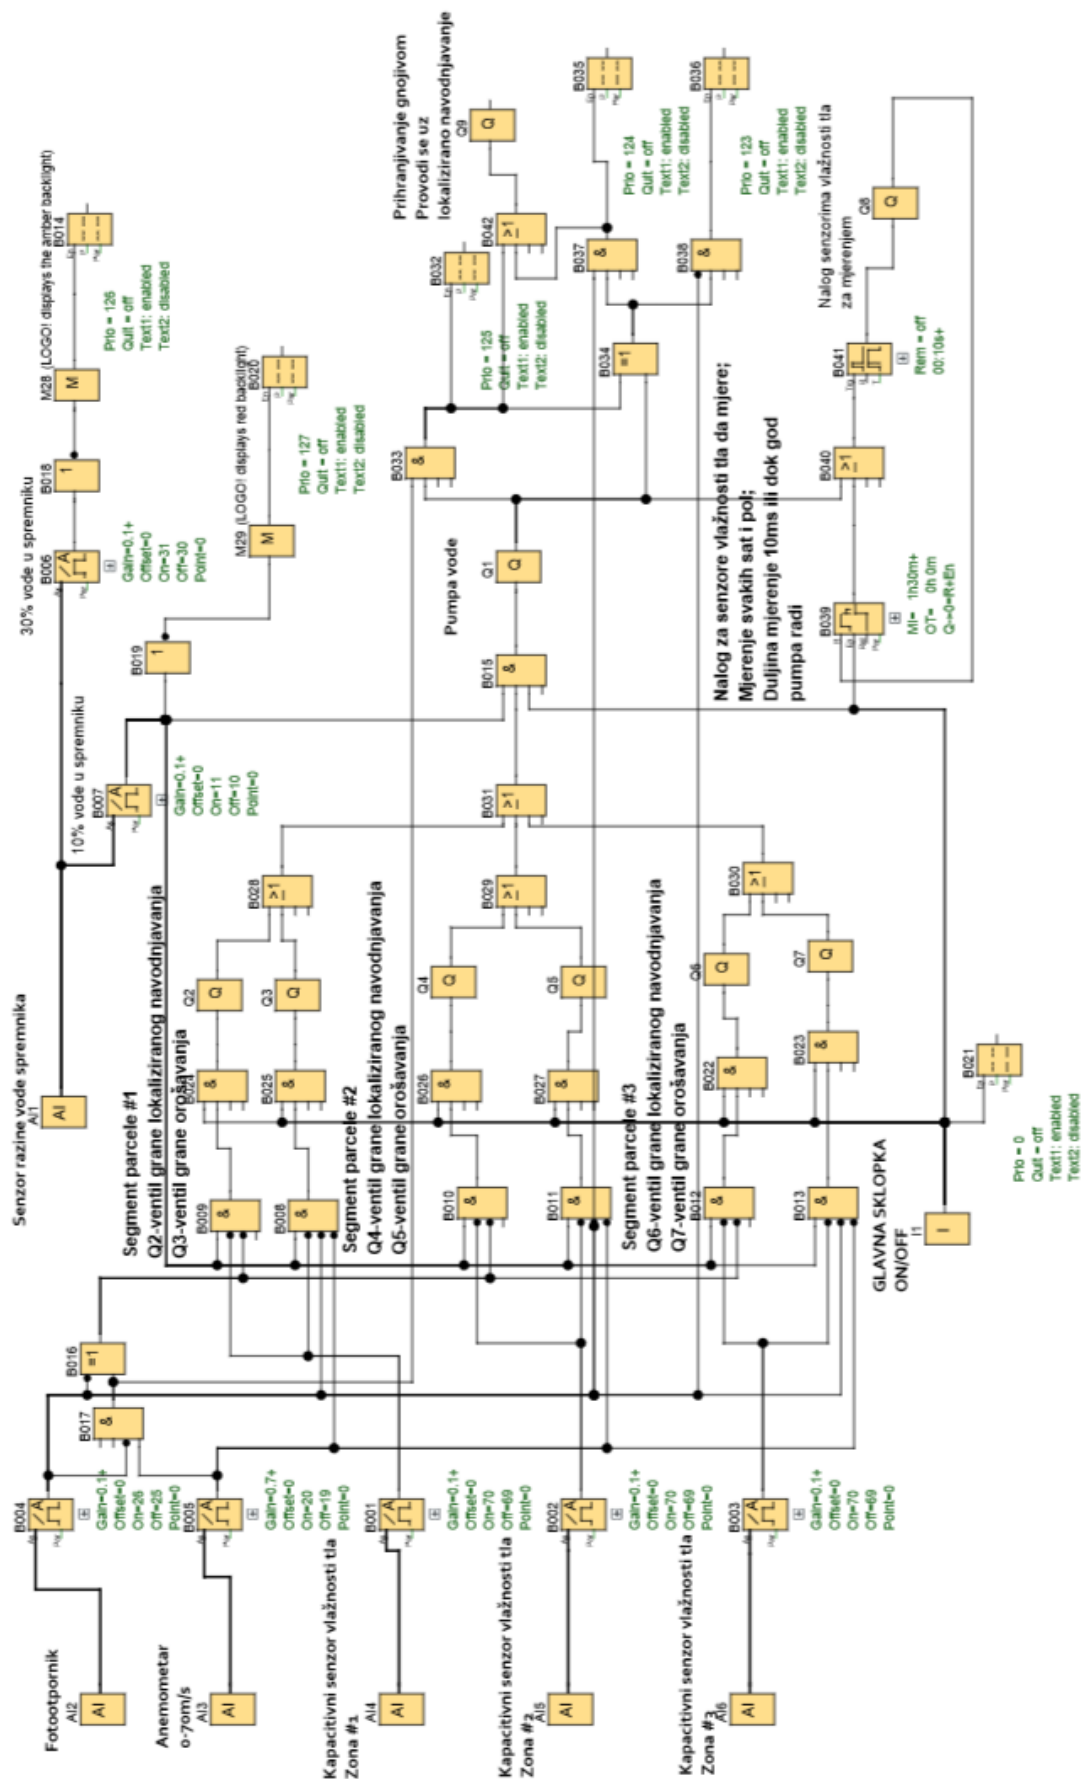 Senzor razine vode spremnika
AI1
AI
10% vode u spremniku
B007
/A
Gain=0.1+
Offset=0
On=11
Off=10
Point=0
30% vode u spremniku
B006
/A
Gain=0.1+
Offset=0
On=31
Off=30
Point=0
B018
1
M28 (LOGO! displays the amber backlight)
M
B014
Prio = 126
Quit = off
Text1: enabled
Text2: disabled
B019
1
M29 (LOGO! displays red backlight)
M
B020
Prio = 127
Quit = off
Text1: enabled
Text2: disabled
Fotootpornik
AI2
AI
B004
/A
Gain=0.1+
Offset=0
On=26
Off=25
Point=0
B017
&
B016
=1
Anemometar
0-70m/s
AI3
AI
B005
/A
Gain=0.7+
Offset=0
On=20
Off=19
Point=0
Kapacitivni senzor vlažnosti tla
Zona #1
AI4
AI
B001
/A
Gain=0.1+
Offset=0
On=70
Off=69
Point=0
Kapacitivni senzor vlažnosti tla
Zona #2
AI5
AI
B002
/A
Gain=0.1+
Offset=0
On=70
Off=69
Point=0
Kapacitivni senzor vlažnosti tla
Zona #3
AI6
AI
B003
/A
Gain=0.1+
Offset=0
On=70
Off=69
Point=0
Segment parcele #1
Q2-ventil grane lokaliziranog navodnjavanja
Q3-ventil grane orošavanja
B009
&
B008
&
B024
&
B025
&
Q2
Q
Q3
Q
B028
>1
Segment parcele #2
Q4-ventil grane lokaliziranog navodnjavanja
Q5-ventil grane orošavanja
B010
&
B011
&
B026
&
B027
&
Q4
Q
Q5
Q
B029
>1
Segment parcele #3
Q6-ventil grane lokaliziranog navodnjavanja
Q7-ventil grane orošavanja
B012
&
B013
&
B022
&
B023
&
Q6
Q
Q7
Q
B030
>1
B031
>1
B015
&
Pumpa vode
Q1
Q
GLAVNA SKLOPKA
ON/OFF
I1
I
B021
Prio = 0
Quit = off
Text1: enabled
Text2: disabled
B033
&
B032
Prio = 125
Quit = off
Text1: enabled
Text2: disabled
B034
=1
Prihranjivanje gnojivom
Provodi se uz
lokalizirano navodnjavanje
B042
>1
Q9
Q
B037
&
B035
Prio = 124
Quit = off
Text1: enabled
Text2: disabled
B038
&
B036
Prio = 123
Quit = off
Text1: enabled
Text2: disabled
Nalog za senzore vlažnosti tla da mjere;
Mjerenje svakih sat i pol;
Duljina mjerenje 10ms ili dok god
pumpa radi
B039
MI= 1h30m+
OT= 0h 0m
Q->0=R+En
B040
>1
B041
Rem = off
00:10s+
Nalog senzorima vlažnosti tla
za mjerenjem
Q8
Q